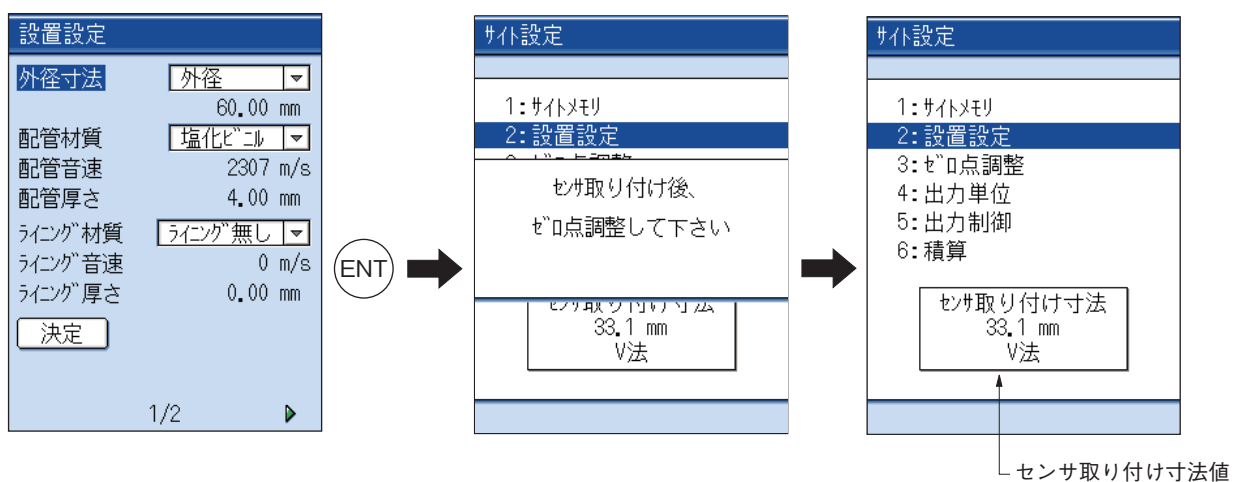 設置設定
外径寸法 外径
60.00 mm
配管材質 塩化ﾋﾞﾆﾙ
配管音速 2307 m/s
配管厚さ 4.00 mm
ﾗｲﾆﾝｸﾞ材質 ﾗｲﾆﾝｸﾞ無し
ﾗｲﾆﾝｸﾞ音速 0 m/s
ﾗｲﾆﾝｸﾞ厚さ 0.00 mm
決定
1/2
ENT
ｻｲﾄ設定
1:ｻｲﾄﾒﾓﾘ
2:設置設定
ｾﾝｻ取り付け後、
ｾﾞﾛ点調整して下さい
ｾﾝｻ取り付け寸法
33.1 mm
V法
ｻｲﾄ設定
1:ｻｲﾄﾒﾓﾘ
2:設置設定
3:ｾﾞﾛ点調整
4:出力単位
5:出力制御
6:積算
ｾﾝｻ取り付け寸法
33.1 mm
V法
センサ取り付け寸法値